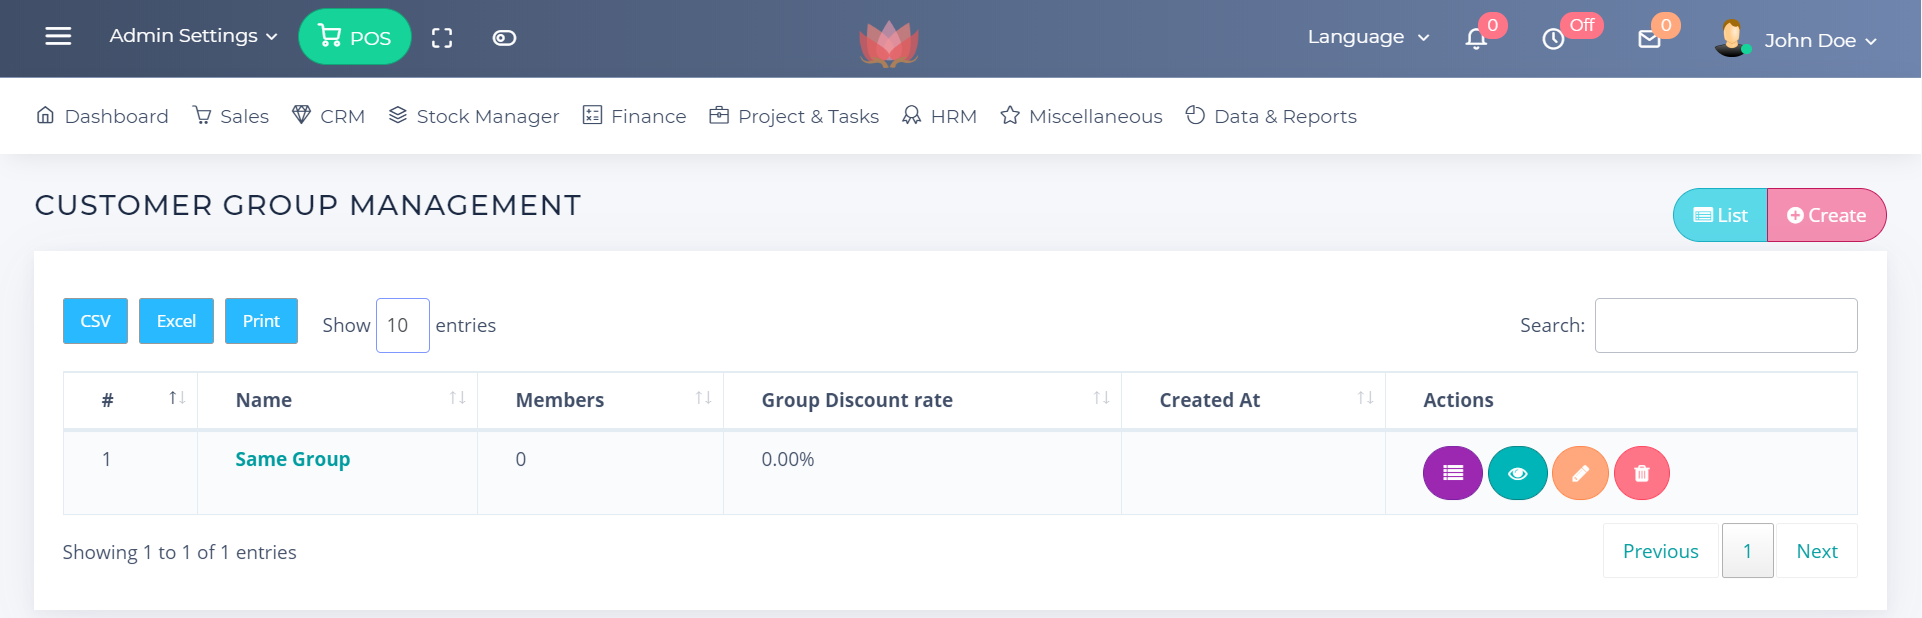 Admin Settings POS Language 0 Off 0 John Doe
Dashboard Sales CRM Stock Manager Finance Project & Tasks HRM Miscellaneous Data & Reports
CUSTOMER GROUP MANAGEMENT List Create
CSV Excel Print Show 10 entries Search:
# Name Members Group Discount rate Created At Actions
1 Same Group 0 0.00%
Showing 1 to 1 of 1 entries Previous 1 Next